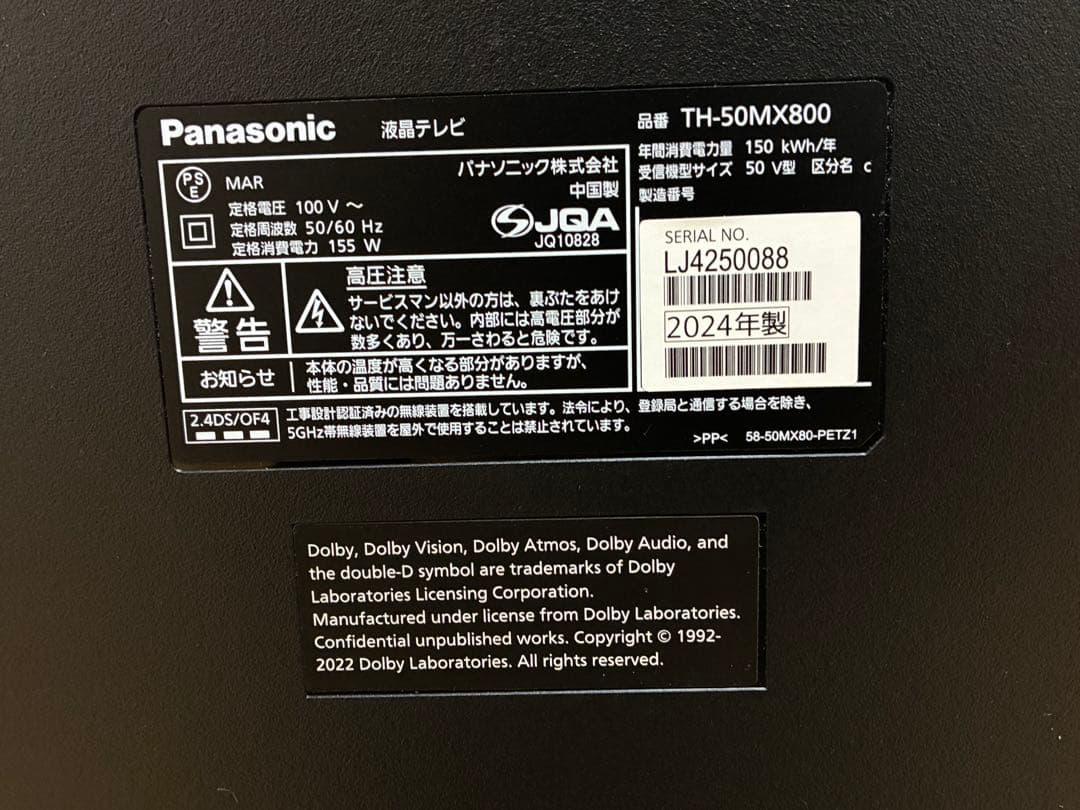 Panasonic 液晶テレビ
品番 TH-50MX800
年間消費電力量 150 kWh/年
受信機型サイズ 50 V型 区分名 c
製造番号
SERIAL NO.
LJ4250088
2024年製
PS
E
MAR
パナソニック株式会社
中国製
定格電圧 100 V ～
定格周波数 50/60 Hz
定格消費電力 155 W
JQA
JQ10828
警告
高圧注意
サービスマン以外の方は、裏ぶたをあけ
ないでください。内部には高電圧部分が
数多くあり、万一さわると危険です。
お知らせ
本体の温度が高くなる部分がありますが、
性能・品質には問題ありません。
2.4DS/OF4
工事設計認証済みの無線装置を搭載しています。法令により、登録局と通信する場合を除き、
5GHz帯無線装置を屋外で使用することは禁止されています。
>PP< 58-50MX80-PETZ1
Dolby, Dolby Vision, Dolby Atmos, Dolby Audio, and
the double-D symbol are trademarks of Dolby
Laboratories Licensing Corporation.
Manufactured under license from Dolby Laboratories.
Confidential unpublished works. Copyright © 1992-
2022 Dolby Laboratories. All rights reserved.